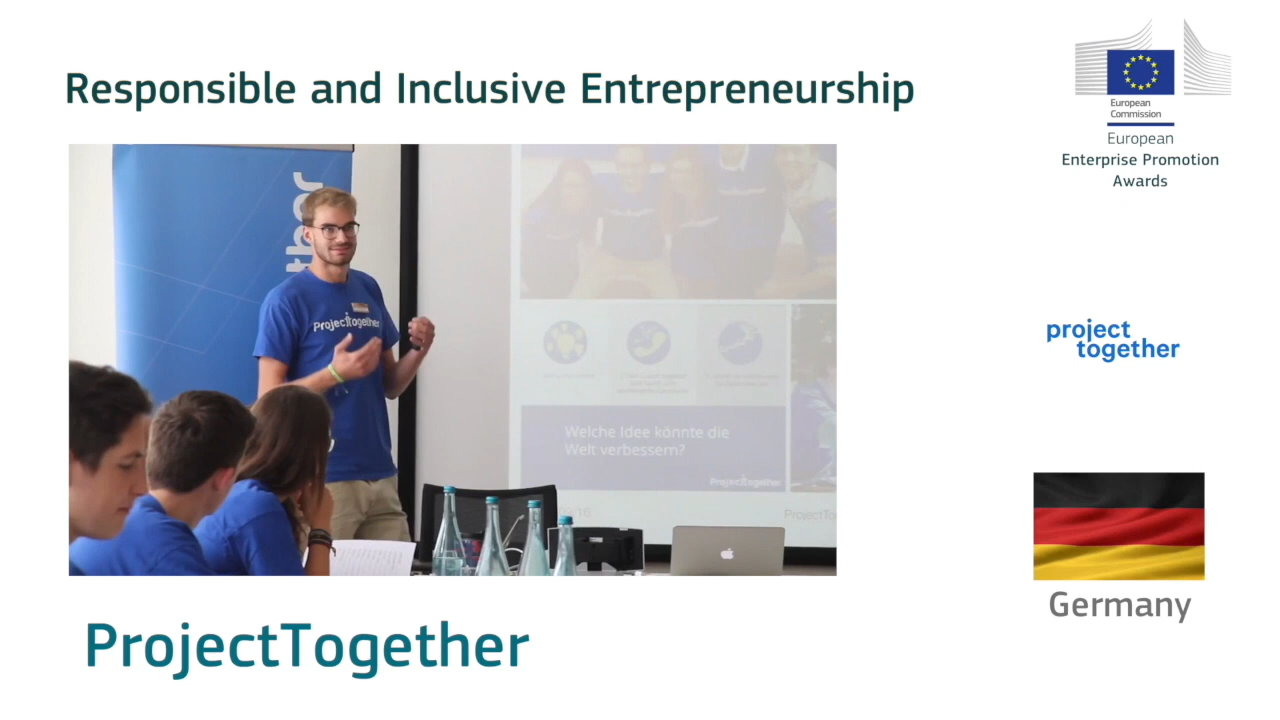 Responsible and Inclusive Entrepreneurship
European
Commission
European
Enterprise Promotion
Awards
ProjectTogether
Welche Idee könnte die
Welt verbessern?
ProjectTogether
project
together
Germany
ProjectTogether